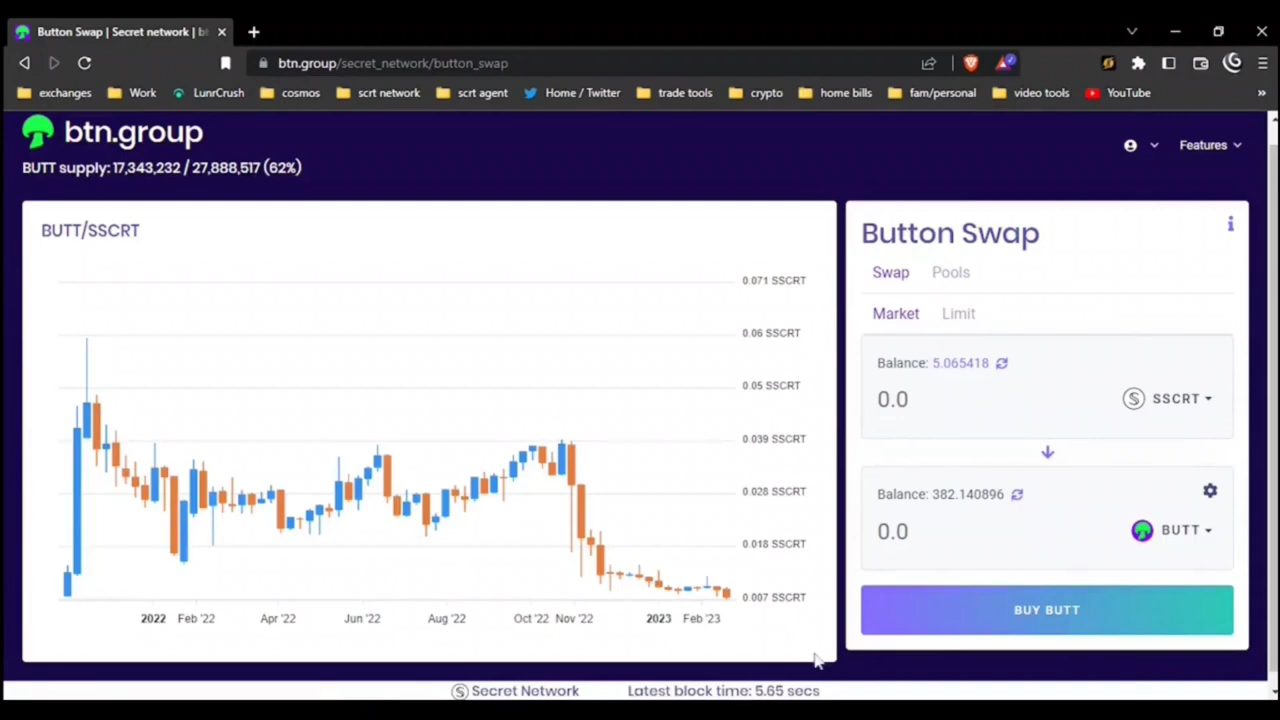 Button Swap | Secret network | bt
btn.group/secret_network/button_swap
exchanges Work LunrCrush cosmos scrt network scrt agent Home / Twitter trade tools crypto home bills fam/personal video tools YouTube »
btn.group
BUTT supply: 17,343,232 / 27,888,517 (62%)
Features
BUTT/SSCRT
0.071 SSCRT
0.06 SSCRT
0.05 SSCRT
0.039 SSCRT
0.028 SSCRT
0.018 SSCRT
0.007 SSCRT
2022 Feb '22 Apr '22 Jun '22 Aug '22 Oct '22 Nov '22 2023 Feb '23
Button Swap
Swap Pools
Market Limit
Balance: 5.065418
0.0 SSCRT
Balance: 382.140896
0.0 BUTT
BUY BUTT
Secret Network Latest block time: 5.65 secs